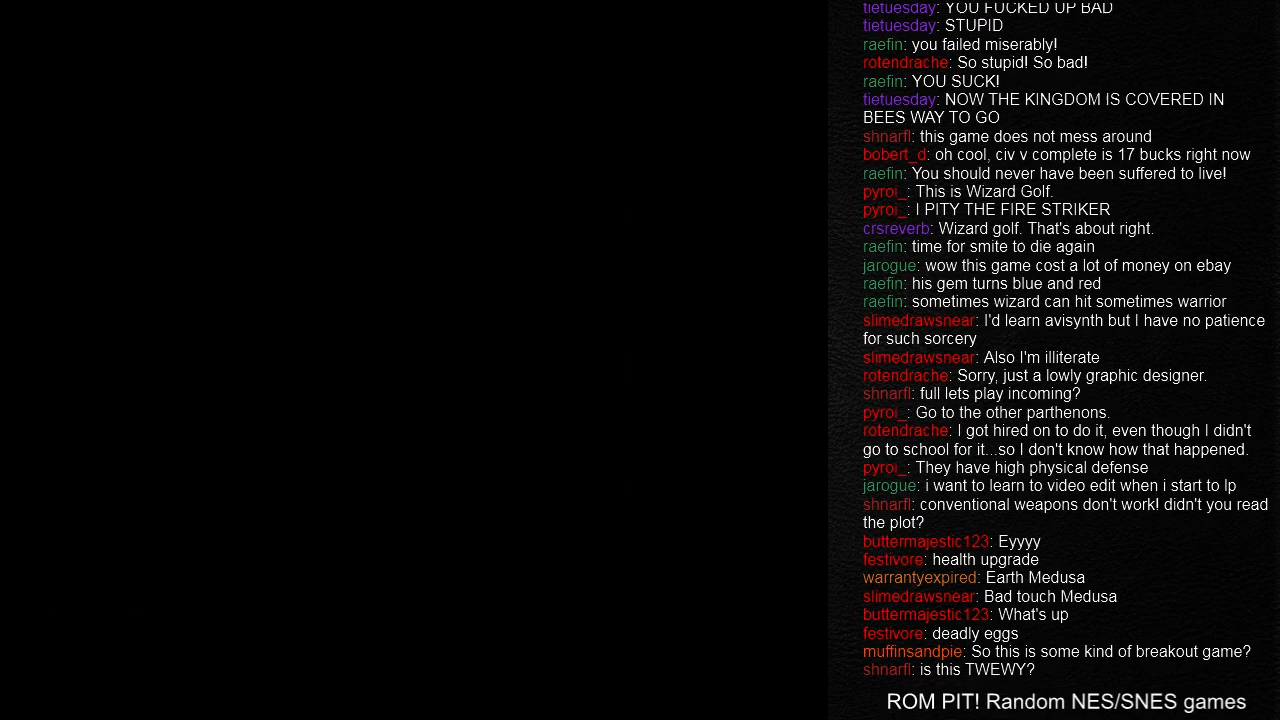 tietuesday: YOU FUCKED UP BAD
tietuesday: STUPID
raefin: you failed miserably!
rotendrache: So stupid! So bad!
raefin: YOU SUCK!
tietuesday: NOW THE KINGDOM IS COVERED IN
BEES WAY TO GO
shnarfl: this game does not mess around
bobert_d: oh cool, civ v complete is 17 bucks right now
raefin: You should never have been suffered to live!
pyroi_: This is Wizard Golf.
pyroi_: I PITY THE FIRE STRIKER
crsreverb: Wizard golf. That's about right.
raefin: time for smite to die again
jarogue: wow this game cost a lot of money on ebay
raefin: his gem turns blue and red
raefin: sometimes wizard can hit sometimes warrior
slimedrawsnear: I'd learn avisynth but I have no patience
for such sorcery
slimedrawsnear: Also I'm illiterate
rotendrache: Sorry, just a lowly graphic designer.
shnarfl: full lets play incoming?
pyroi_: Go to the other parthenons.
rotendrache: I got hired on to do it, even though I didn't
go to school for it...so I don't know how that happened.
pyroi_: They have high physical defense
jarogue: i want to learn to video edit when i start to lp
shnarfl: conventional weapons don't work! didn't you read
the plot?
buttermajestic123: Eyyyy
festivore: health upgrade
warrantyexpired: Earth Medusa
slimedrawsnear: Bad touch Medusa
buttermajestic123: What's up
festivore: deadly eggs
muffinsandpie: So this is some kind of breakout game?
shnarfl: is this TWEWY?
ROM PIT! Random NES/SNES games